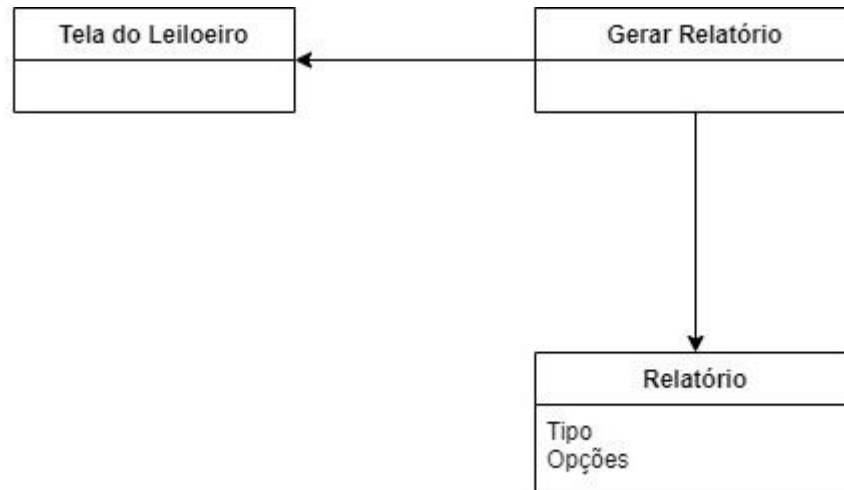 Tela do Leiloeiro
Gerar Relatório
Relatório
Tipo
Opções